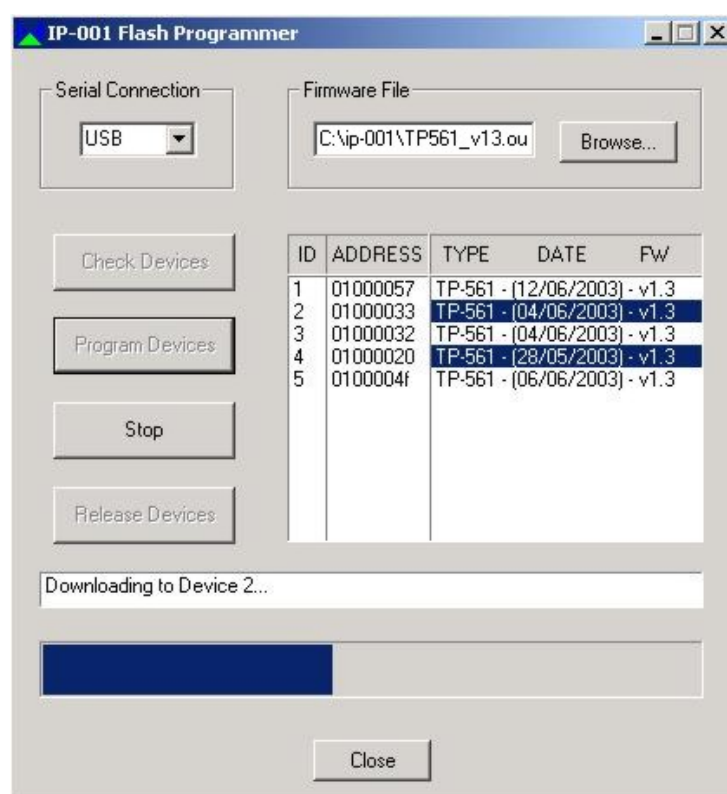 IP-001 Flash Programmer
Serial Connection
USB
Firmware File
C:\ip-001\TP561_v13.ou
Browse...
Check Devices
Program Devices
Stop
Release Devices
ID ADDRESS TYPE DATE FW
1 01000057 TP-561 - (12/06/2003) - v1.3
2 01000033 TP-561 - (04/06/2003) - v1.3
3 01000032 TP-561 - (04/06/2003) - v1.3
4 01000020 TP-561 - (28/05/2003) - v1.3
5 0100004f TP-561 - (06/06/2003) - v1.3
Downloading to Device 2...
Close